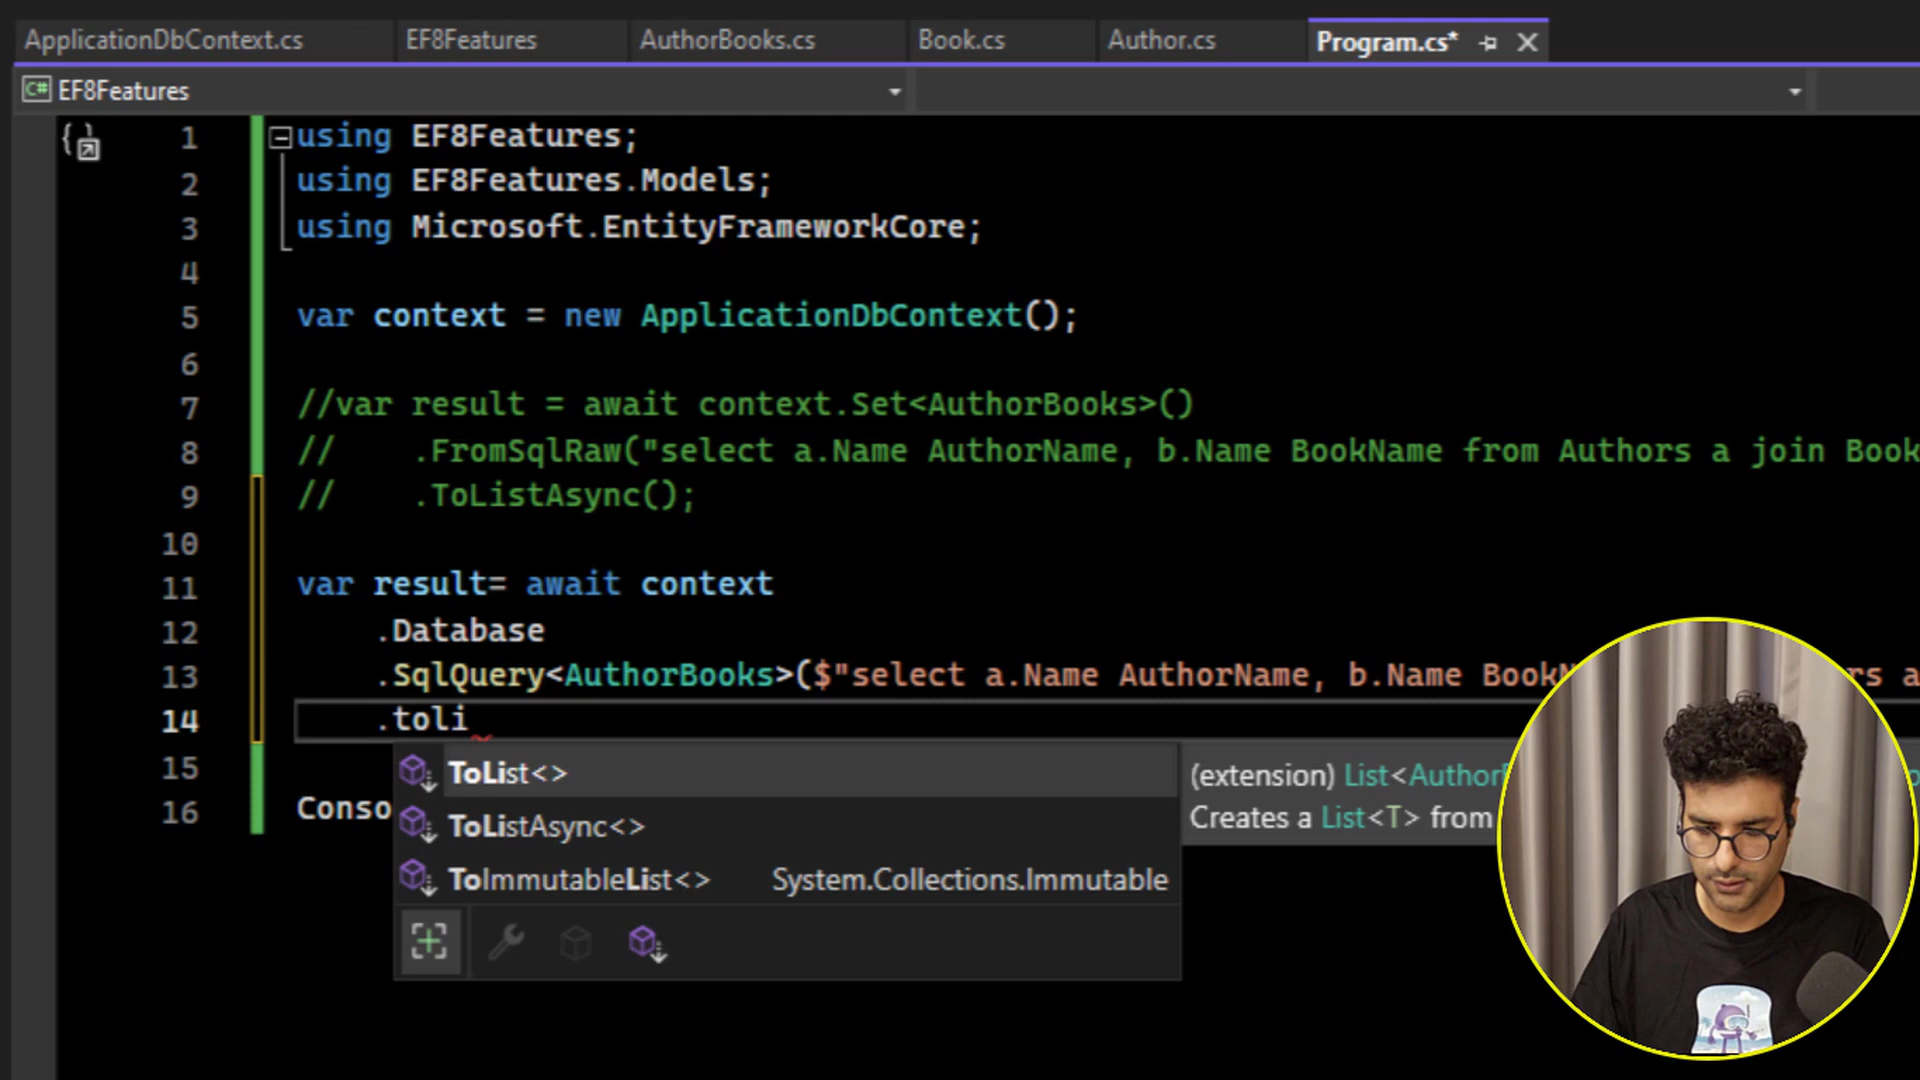 ApplicationDbContext.cs EF8Features AuthorBooks.cs Book.cs Author.cs Program.cs*
C# EF8Features
1 using EF8Features;
2 using EF8Features.Models;
3 using Microsoft.EntityFrameworkCore;
4
5 var context = new ApplicationDbContext();
6
7 //var result = await context.Set<AuthorBooks>()
8 // .FromSqlRaw("select a.Name AuthorName, b.Name BookName from Authors a join Book
9 // .ToListAsync();
10
11 var result= await context
12 .Database
13 .SqlQuery<AuthorBooks>($"select a.Name AuthorName, b.Name BookN rs a
14 .toli
15 ToList<> (extension) List<Author
16 Conso ToListAsync<> Creates a List<T> from
ToImmutableList<> System.Collections.Immutable